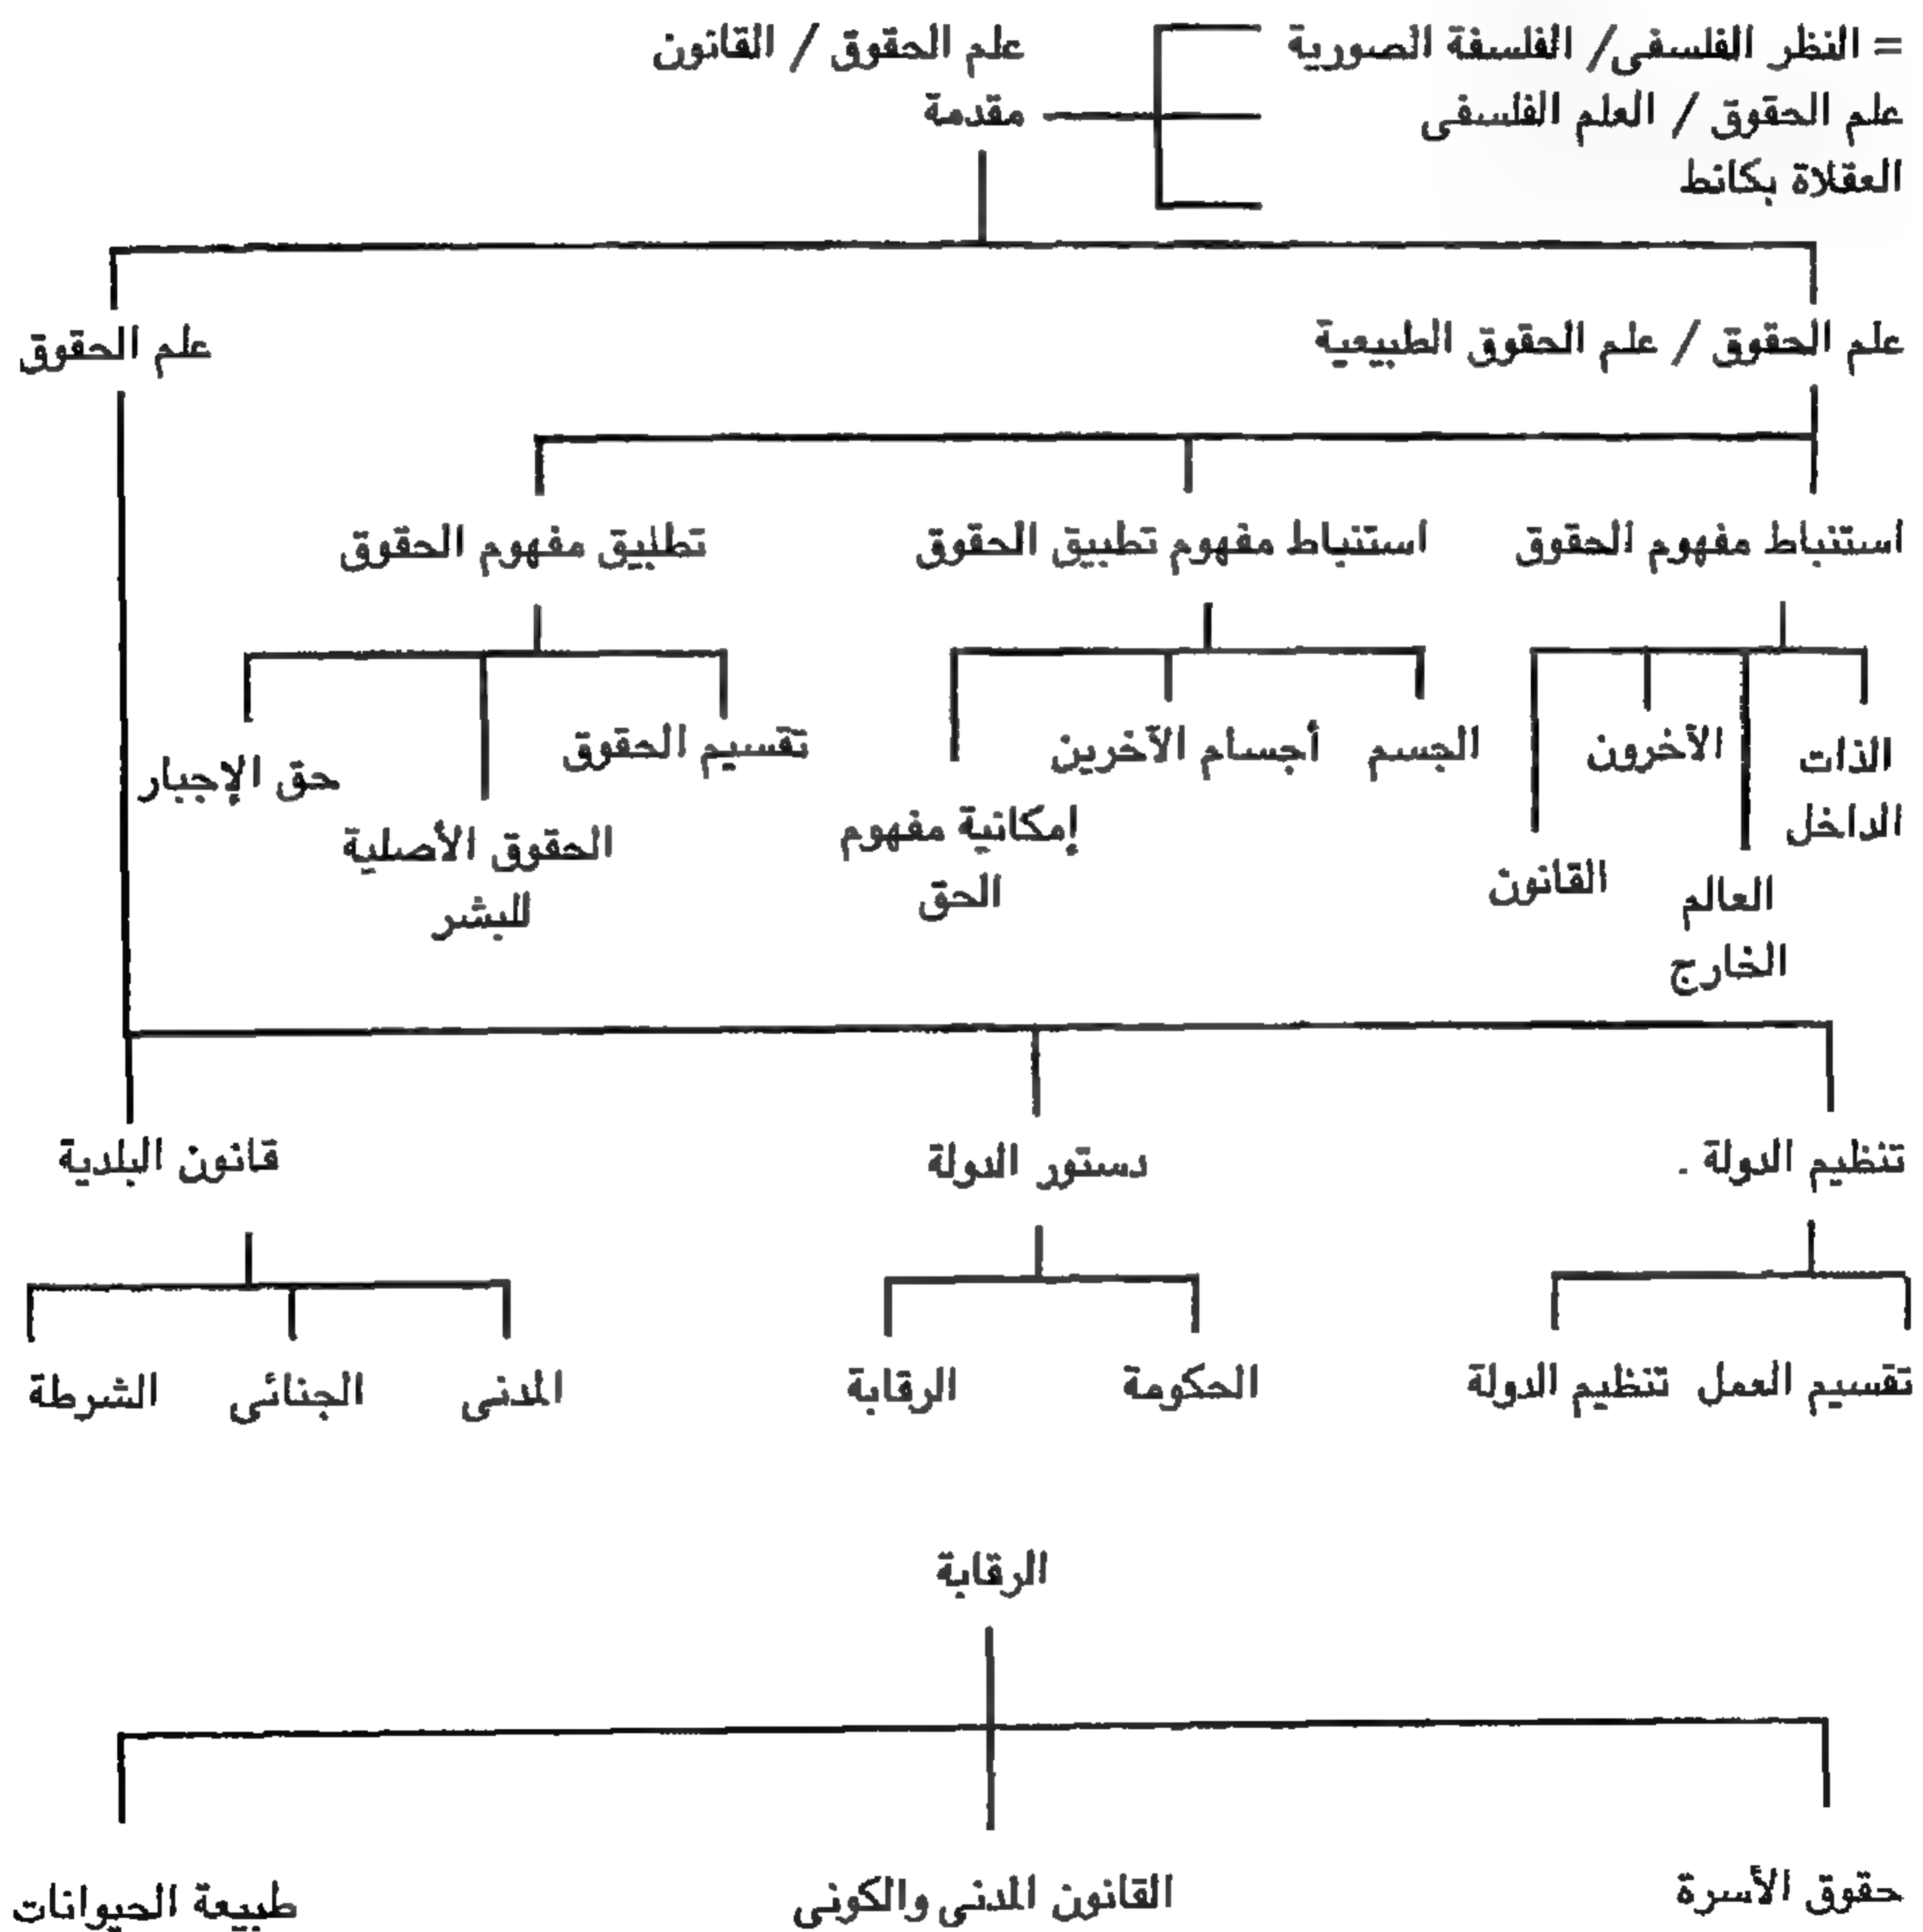 علم الحقوق / القانون
مقدمة
= النظر الفلسفى/ الفلسفة الصورية
علم الحقوق / العلم الفلسفى
العقلاة بكانط
علم الحقوق / علم الحقوق الطبيعية
علم الحقوق
استنباط مفهوم الحقوق
استنباط مفهوم تطبيق الحقوق
تطبيق مفهوم الحقوق
الذات
الداخل
العالم
الخارج
الآخرون
القانون
الجسم
أجسام الآخرين
إمكانية مفهوم
الحق
تقسيم الحقوق
الحقوق الأصلية
للبشر
حق الإجبار
تنظيم الدولة .
دستور الدولة
قانون البلدية
تقسيم العمل
تنظيم الدولة
الحكومة
الرقابة
المدنى
الجنائى
الشرطة
الرقابة
حقوق الأسرة
القانون المدنى والكونى
طبيعة الحيوانات